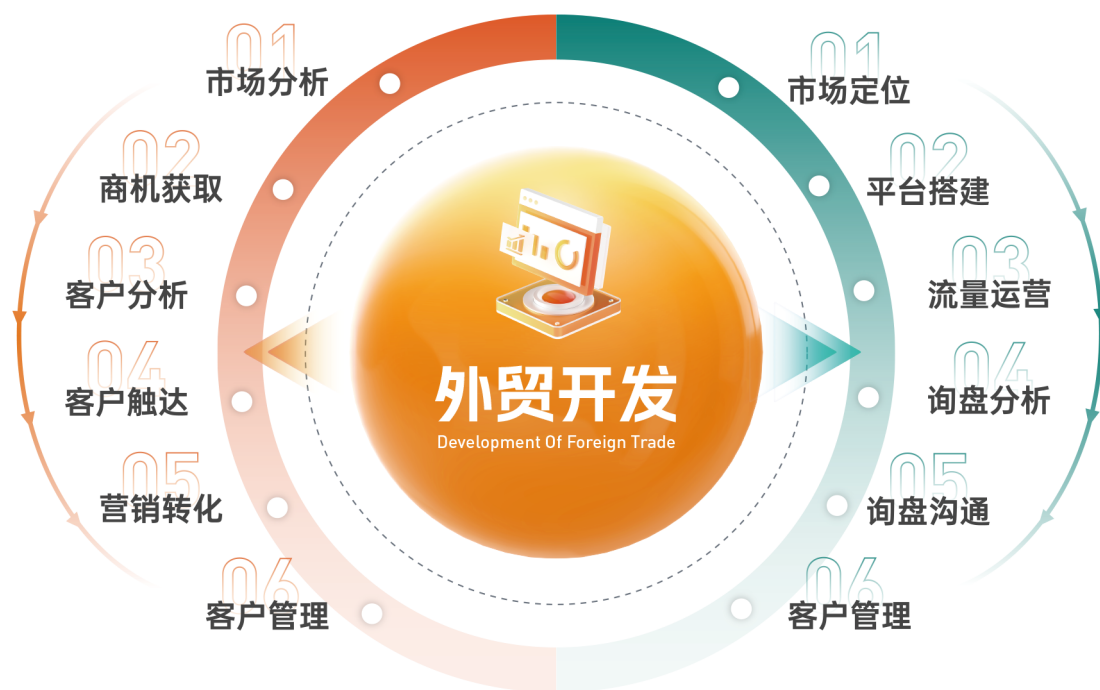 01
市场分析
02
商机获取
03
客户分析
04
客户触达
05
营销转化
06
客户管理
外贸开发
Development Of Foreign Trade
01
市场定位
02
平台搭建
03
流量运营
04
询盘分析
05
询盘沟通
06
客户管理